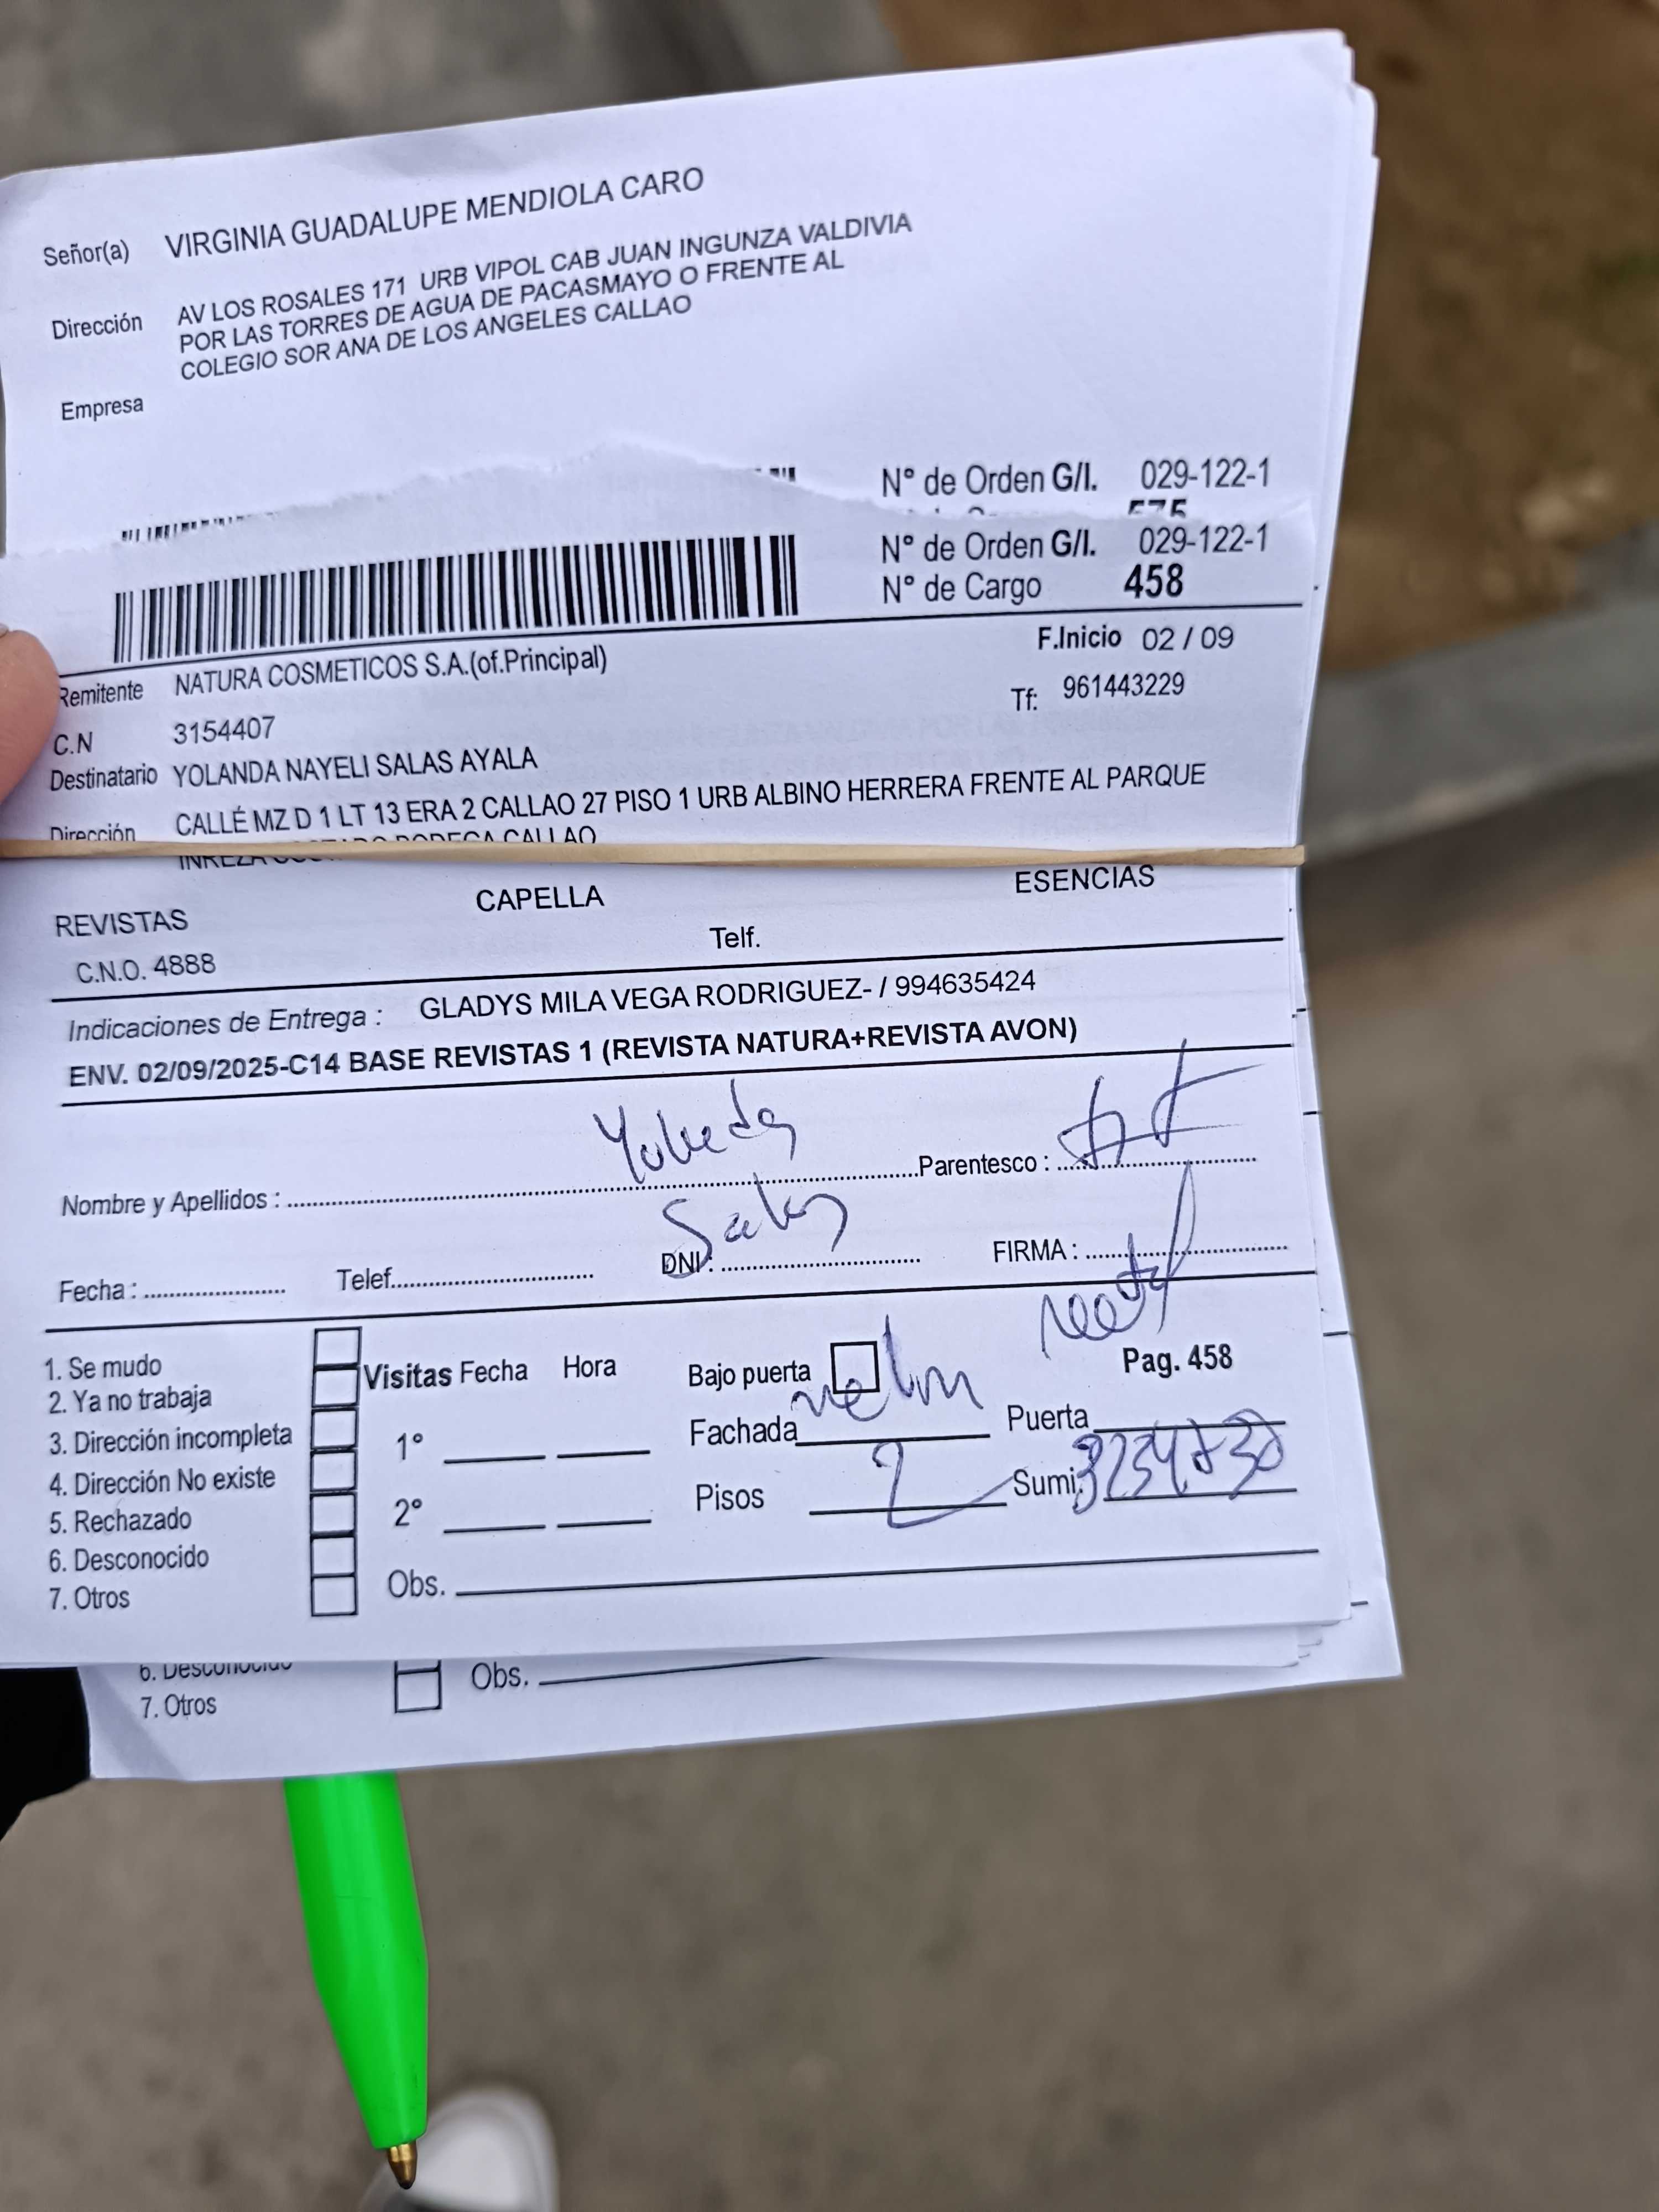 Señor(a) VIRGINIA GUADALUPE MENDIOLA CARO
Dirección AV LOS ROSALES 171 URB VIPOL CAB JUAN INGUNZA VALDIVIA
POR LAS TORRES DE AGUA DE PACASMAYO O FRENTE AL
COLEGIO SOR ANA DE LOS ANGELES CALLAO
Empresa
N° de Orden G/I. 029-122-1
575
N° de Orden G/I. 029-122-1
N° de Cargo 458
F.Inicio 02 / 09
Remitente NATURA COSMETICOS S.A.(of.Principal)
Tf: 961443229
C.N 3154407
Destinatario YOLANDA NAYELI SALAS AYALA
Dirección CALLÉ MZ D 1 LT 13 ERA 2 CALLAO 27 PISO 1 URB ALBINO HERRERA FRENTE AL PARQUE
BODEGA CALLAO
REVISTAS CAPELLA ESENCIAS
C.N.O. 4888 Telf.
Indicaciones de Entrega : GLADYS MILA VEGA RODRIGUEZ- / 994635424
ENV. 02/09/2025-C14 BASE REVISTAS 1 (REVISTA NATURA+REVISTA AVON)
Nombre y Apellidos : Parentesco :
Salas
Fecha : Telef. DNI : FIRMA :
1. Se mudo
2. Ya no trabaja
3. Dirección incompleta
4. Dirección No existe
5. Rechazado
6. Desconocido
7. Otros
Visitas Fecha Hora
1°
2°
Obs.
Bajo puerta Pag. 458
Fachada Puerta
Pisos 2 Sumi.
6. Desconocido
7. Otros
Obs.